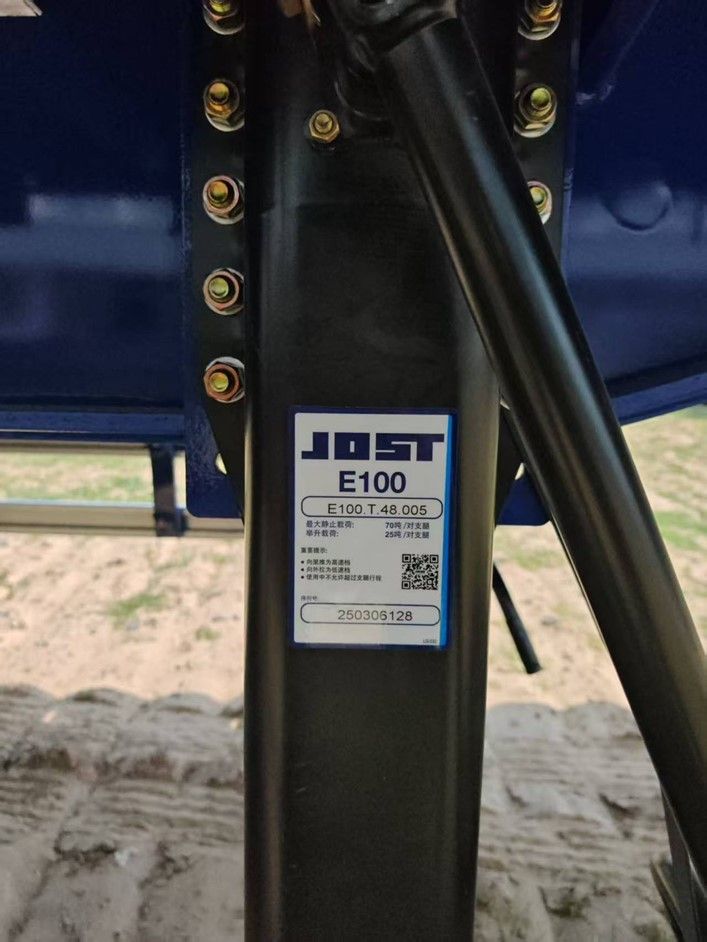 JOST
E100
E100.T.48.005
最大静止载荷: 70吨/对支腿
举升载荷: 25吨/对支腿
重要提示:
• 向里推为高速档
• 向外拉为低速档
• 使用中不允许超过支腿行程
序列号:
250306128